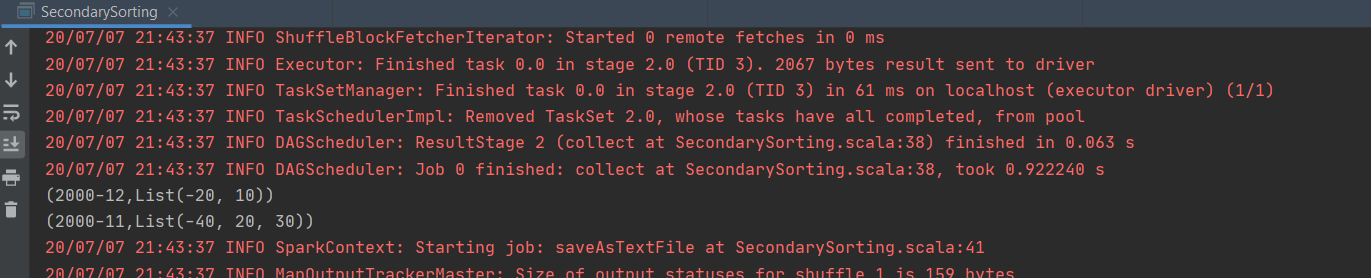 SecondarySorting
20/07/07 21:43:37 INFO ShuffleBlockFetcherIterator: Started 0 remote fetches in 0 ms
20/07/07 21:43:37 INFO Executor: Finished task 0.0 in stage 2.0 (TID 3). 2067 bytes result sent to driver
20/07/07 21:43:37 INFO TaskSetManager: Finished task 0.0 in stage 2.0 (TID 3) in 61 ms on localhost (executor driver) (1/1)
20/07/07 21:43:37 INFO TaskSchedulerImpl: Removed TaskSet 2.0, whose tasks have all completed, from pool
20/07/07 21:43:37 INFO DAGScheduler: ResultStage 2 (collect at SecondarySorting.scala:38) finished in 0.063 s
20/07/07 21:43:37 INFO DAGScheduler: Job 0 finished: collect at SecondarySorting.scala:38, took 0.922240 s
(2000-12,List(-20, 10))
(2000-11,List(-40, 20, 30))
20/07/07 21:43:37 INFO SparkContext: Starting job: saveAsTextFile at SecondarySorting.scala:41
20/07/07 21:43:37 INFO MapOutputTrackerMaster: Size of output statuses for shuffle 1 is 159 bytes